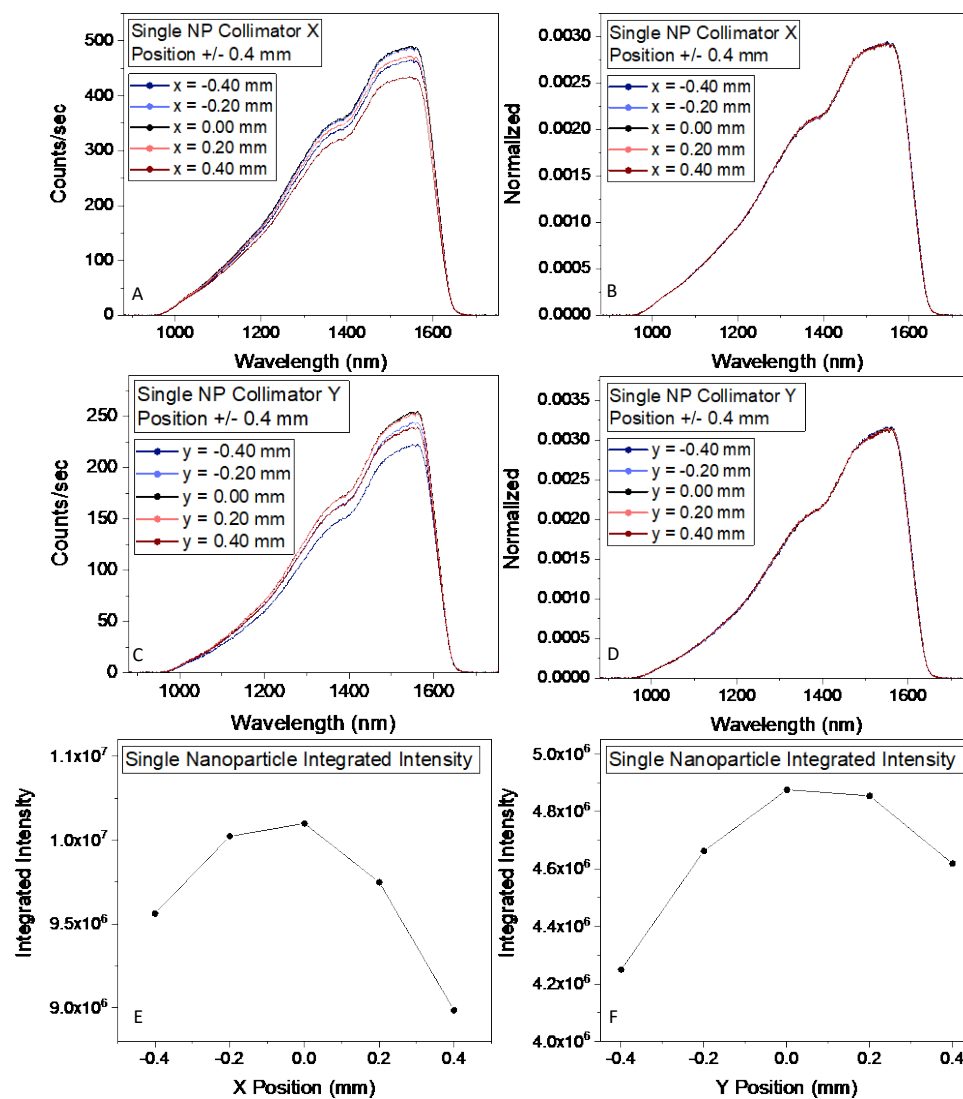 Single NP Collimator X
Position +/- 0.4 mm
x = -0.40 mm
x = -0.20 mm
x = 0.00 mm
x = 0.20 mm
x = 0.40 mm
500
400
300
200
100
0
Counts/sec
A
1000 1200 1400 1600
Wavelength (nm)
Single NP Collimator X
Position +/- 0.4 mm
x = -0.40 mm
x = -0.20 mm
x = 0.00 mm
x = 0.20 mm
x = 0.40 mm
0.0030
0.0025
0.0020
0.0015
0.0010
0.0005
0.0000
Normalized
B
1000 1200 1400 1600
Wavelength (nm)
Single NP Collimator Y
Position +/- 0.4 mm
y = -0.40 mm
y = -0.20 mm
y = 0.00 mm
y = 0.20 mm
y = 0.40 mm
250
200
150
100
50
0
Counts/sec
C
1000 1200 1400 1600
Wavelength (nm)
Single NP Collimator Y
Position +/- 0.4 mm
y = -0.40 mm
y = -0.20 mm
y = 0.00 mm
y = 0.20 mm
y = 0.40 mm
0.0035
0.0030
0.0025
0.0020
0.0015
0.0010
0.0005
0.0000
Normalized
D
1000 1200 1400 1600
Wavelength (nm)
Single Nanoparticle Integrated Intensity
1.1x10⁷
1.0x10⁷
9.5x10⁶
9.0x10⁶
Integrated Intensity
E
-0.4 -0.2 0.0 0.2 0.4
X Position (mm)
Single Nanoparticle Integrated Intensity
5.0x10⁶
4.8x10⁶
4.6x10⁶
4.4x10⁶
4.2x10⁶
4.0x10⁶
Integrated Intensity
F
-0.4 -0.2 0.0 0.2 0.4
Y Position (mm)